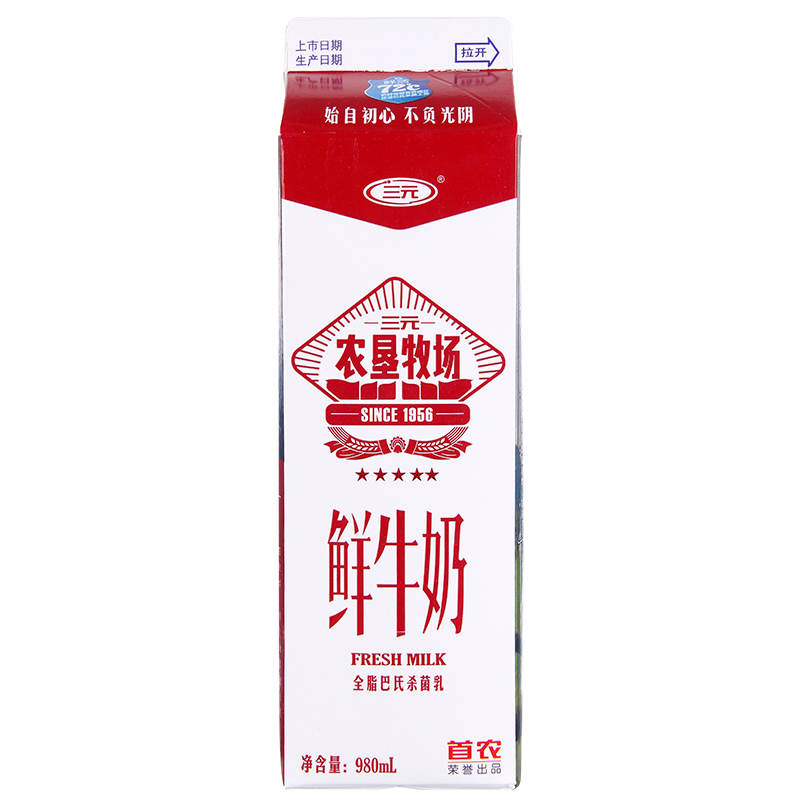 上市日期
生产日期
拉开
72℃
始自初心 不负光阴
三元®
三元
农垦牧场
SINCE 1956
鲜牛奶
FRESH MILK
全脂巴氏杀菌乳
净含量：980mL
首农
荣誉出品